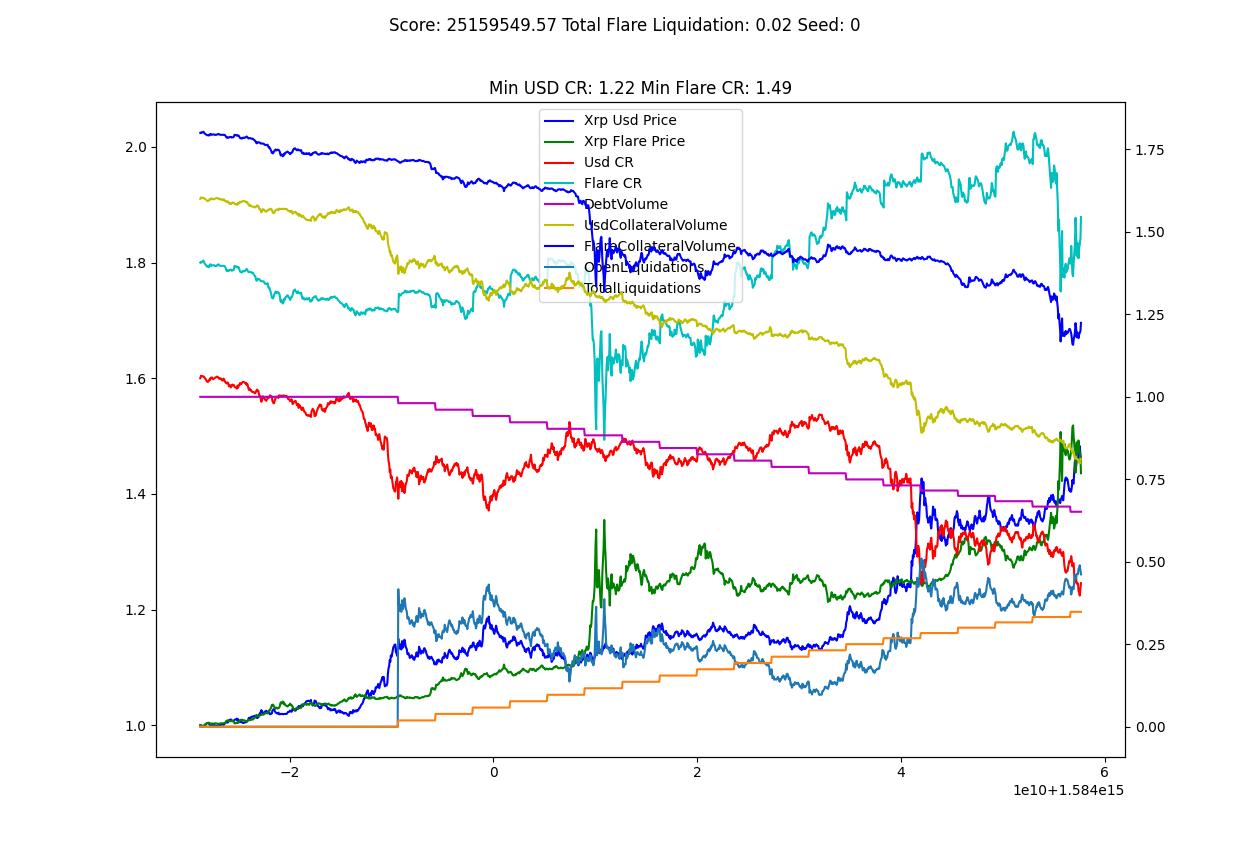 Score: 25159549.57 Total Flare Liquidation: 0.02 Seed: 0
Min USD CR: 1.22 Min Flare CR: 1.49
Xrp Usd Price
Xrp Flare Price
Usd CR
Flare CR
DebtVolume
UsdCollateralVolume
FlareCollateralVolume
OpenLiquidations
TotalLiquidations
2.0
1.8
1.6
1.4
1.2
1.0
1.75
1.50
1.25
1.00
0.75
0.50
0.25
0.00
−2
0
2
4
6
1e10+1.584e15